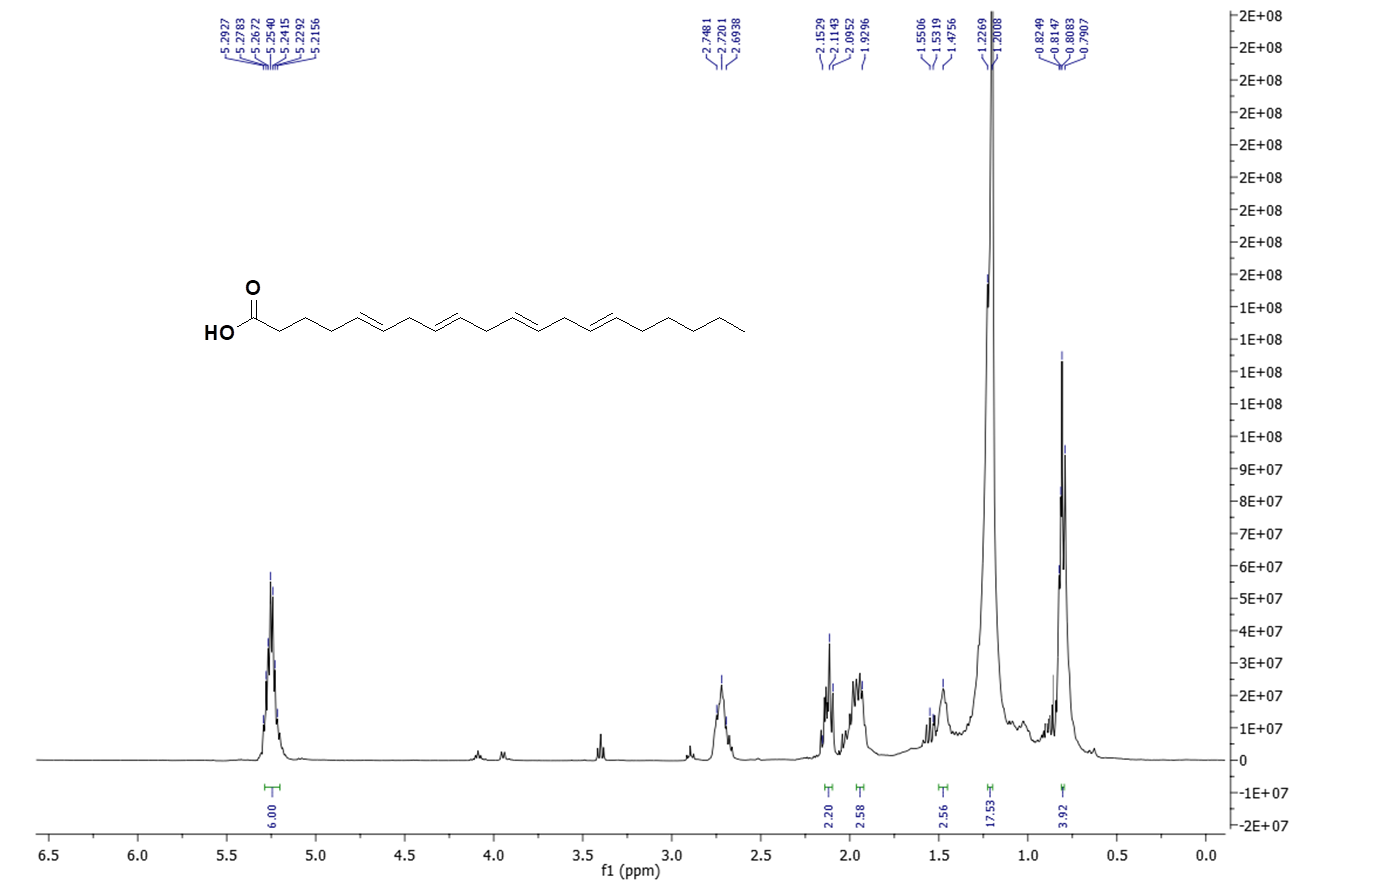 5.2927
5.2783
5.2672
5.2540
5.2415
5.2292
5.2156
2.7481
2.7201
2.6938
2.1529
2.1143
2.0952
1.9296
1.5506
1.5319
1.4756
1.2269
1.2008
0.8249
0.8147
0.8083
0.7907
2E+08
2E+08
2E+08
2E+08
2E+08
2E+08
2E+08
2E+08
2E+08
1E+08
1E+08
1E+08
1E+08
1E+08
9E+07
8E+07
7E+07
6E+07
5E+07
4E+07
3E+07
2E+07
1E+07
0
-1E+07
-2E+07
O
HO
6.00
2.20
2.58
2.56
17.53
3.92
6.5 6.0 5.5 5.0 4.5 4.0 3.5 3.0 2.5 2.0 1.5 1.0 0.5 0.0
f1 (ppm)